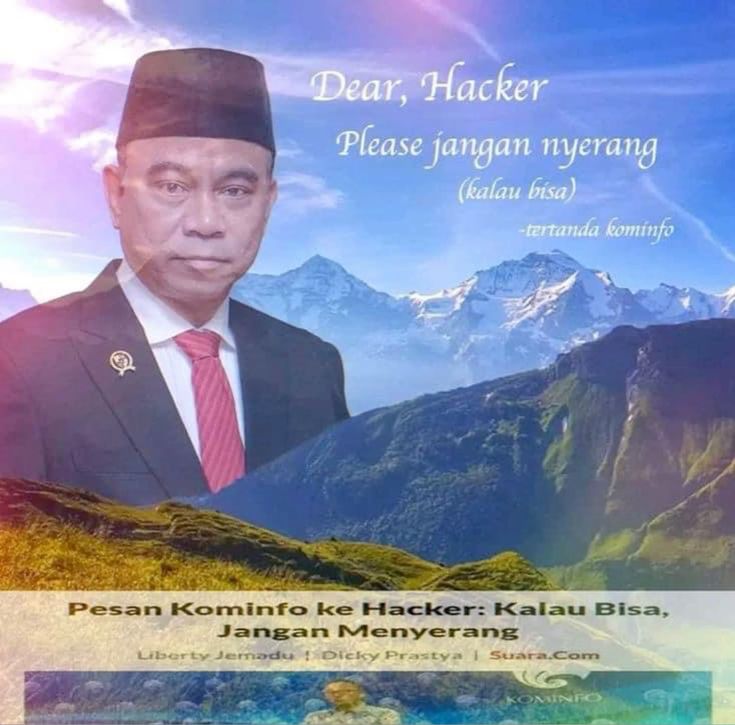 Dear, Hacker
Please jangan nyerang
(kalau bisa)
-tertanda kominfo
Pesan Kominfo ke Hacker: Kalau Bisa,
Jangan Menyerang
Liberty Jemadu | Dicky Prastya | Suara.Com
KOMINFO